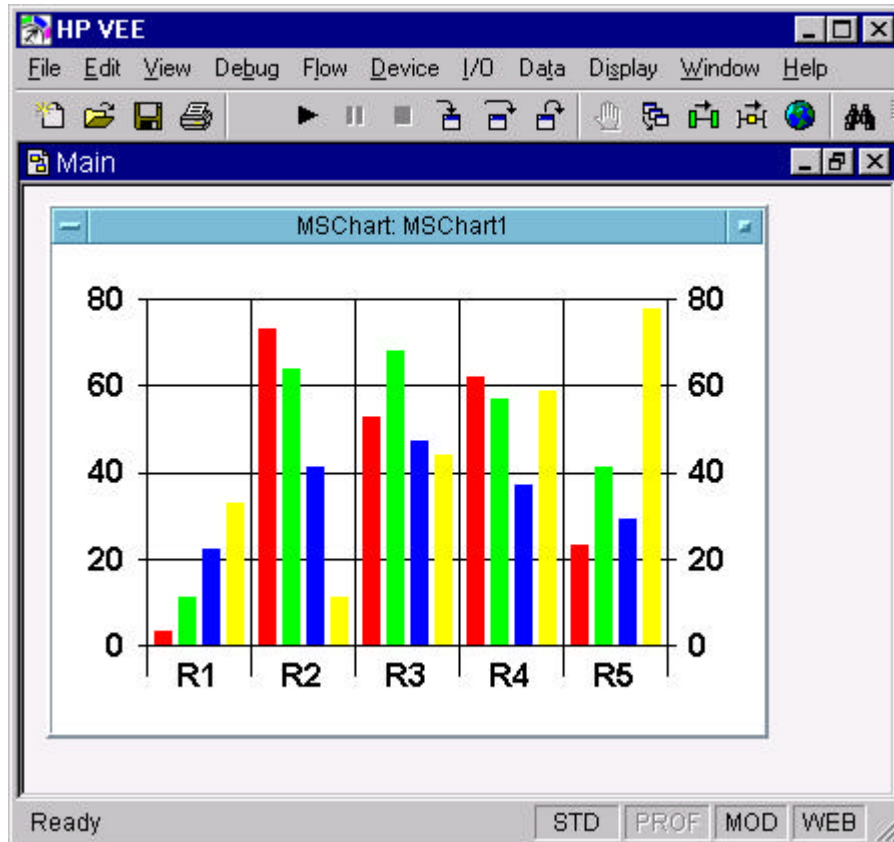 HP VEE
File Edit View Debug Flow Device I/O Data Display Window Help
Main
MSChart: MSChart1
80 80
60 60
40 40
20 20
0 0
R1 R2 R3 R4 R5
Ready STD PROF MOD WEB